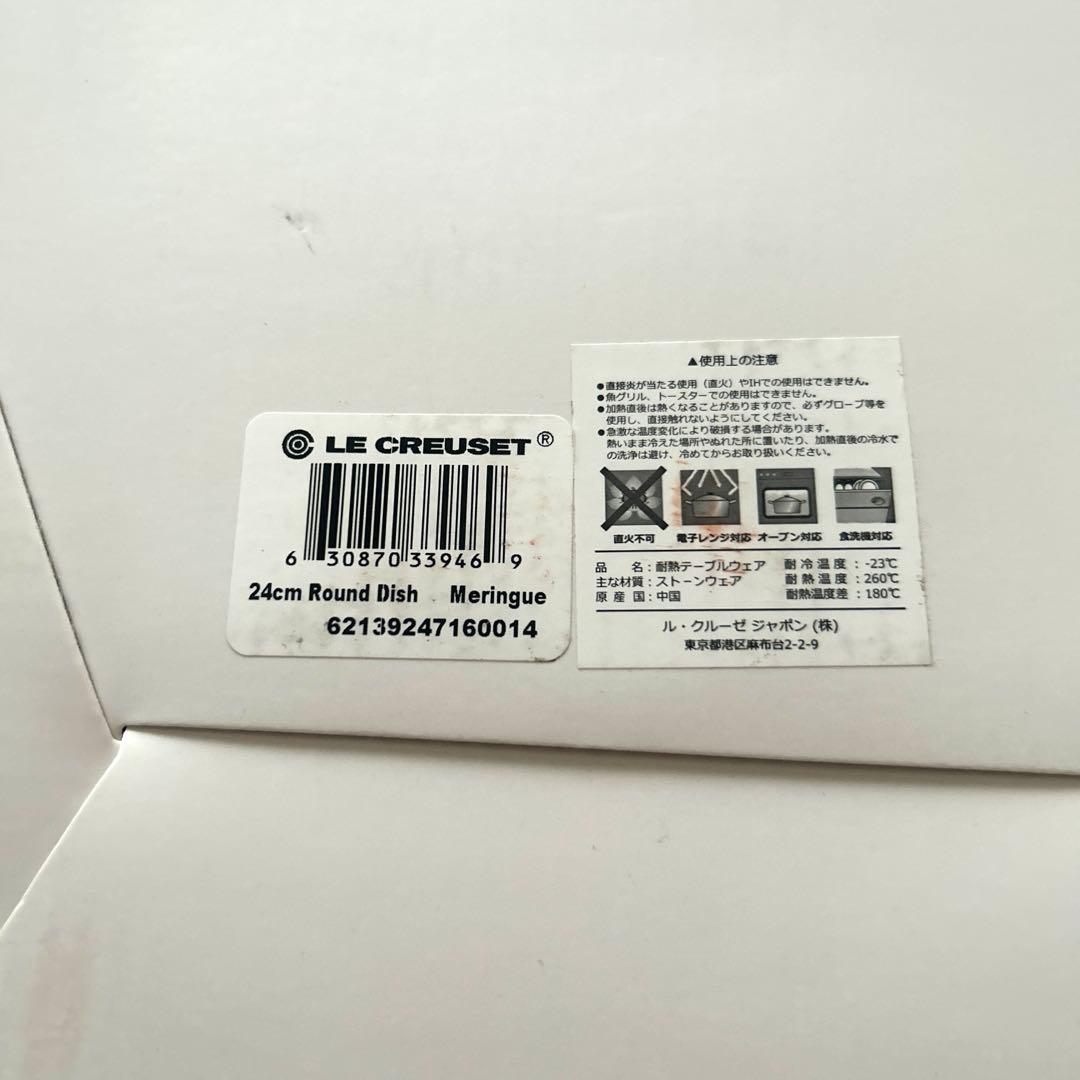 LE CREUSET®
6 30870 33946 9
24cm Round Dish Meringue
62139247160014
▲使用上の注意
●直接炎が当たる使用（直火）やIHでの使用はできません。
●魚グリル、トースターでの使用はできません。
●加熱直後は熱くなることがありますので、必ずグローブ等を
使用し、直接触れないようにしてください。
●急激な温度変化により破損する場合があります。
熱いまま冷えた場所やぬれた所に置いたり、加熱直後の冷水で
の洗浄は避け、冷めてからお取り扱いください。
直火不可 電子レンジ対応 オーブン対応 食洗機対応
品名：耐熱テーブルウェア 耐冷温度：-23℃
主な材質：ストーンウェア 耐熱温度：260℃
原産国：中国 耐熱温度差：180℃
ル・クルーゼ ジャポン (株)
東京都港区麻布台2-2-9